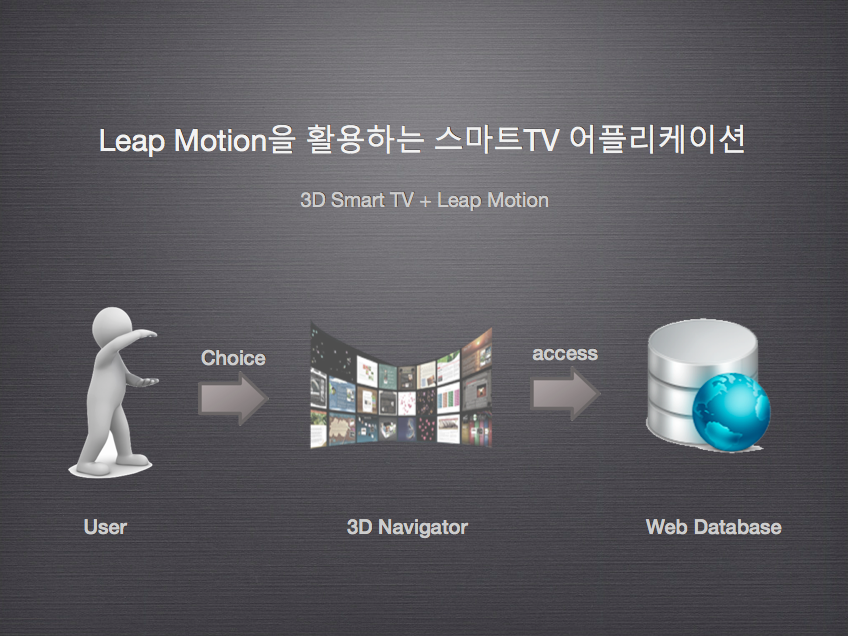 Leap Motion을 활용하는 스마트TV 어플리케이션
3D Smart TV + Leap Motion
Choice
access
User
3D Navigator
Web Database